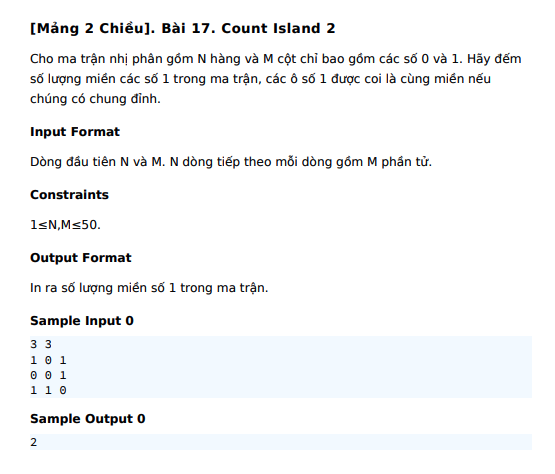 [Mảng 2 Chiều]. Bài 17. Count Island 2
Cho ma trận nhị phân gồm N hàng và M cột chỉ bao gồm các số 0 và 1. Hãy đếm
số lượng miền các số 1 trong ma trận, các ô số 1 được coi là cùng miền nếu
chúng có chung đỉnh.
Input Format
Dòng đầu tiên N và M. N dòng tiếp theo mỗi dòng gồm M phần tử.
Constraints
1≤N,M≤50.
Output Format
In ra số lượng miền số 1 trong ma trận.
Sample Input 0
3 3
1 0 1
0 0 1
1 1 0
Sample Output 0
2